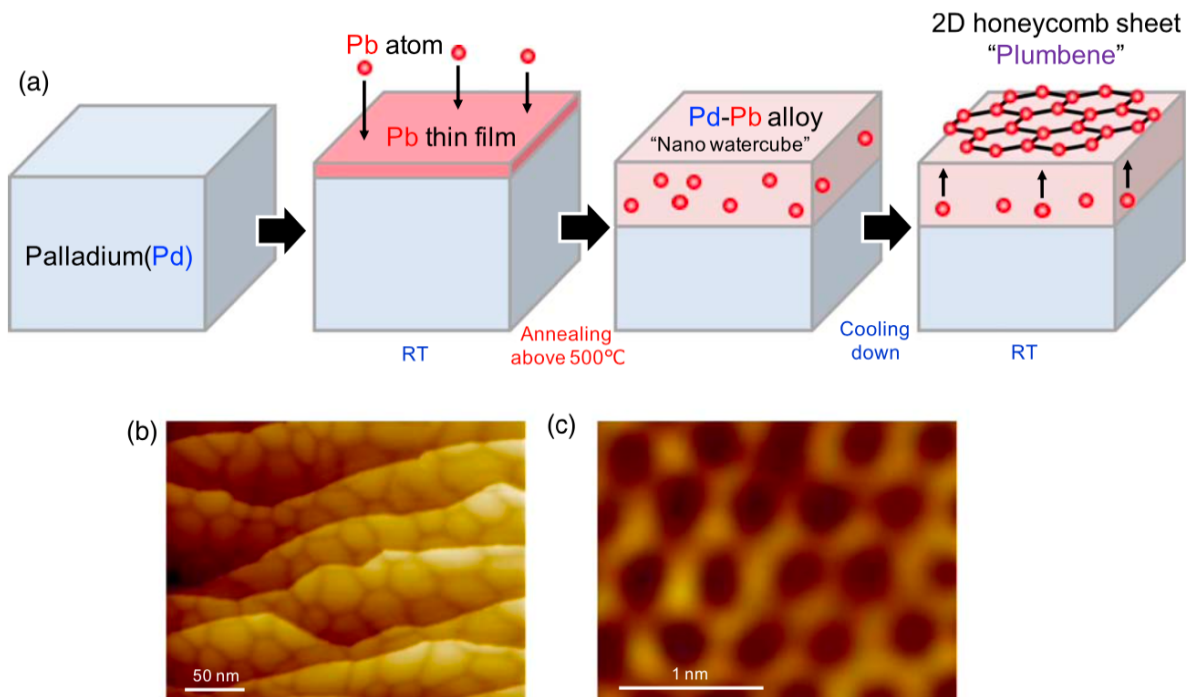 (a)
Palladium(Pd)
Pb atom
Pb thin film
RT
Annealing
above 500℃
Pd-Pb alloy
“Nano watercube”
Cooling
down
2D honeycomb sheet
“Plumbene”
RT
(b)
50 nm
(c)
1 nm